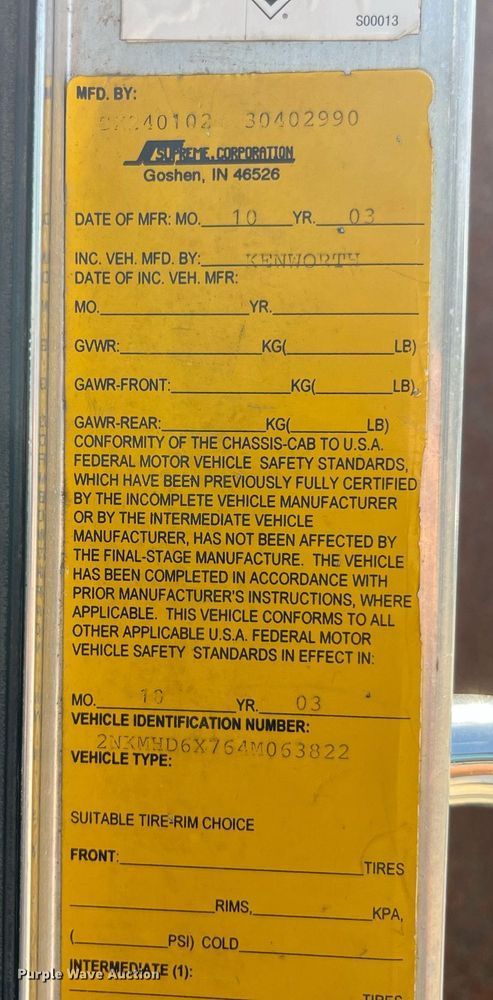 S00013
MFD. BY:
30402990
SUPREME CORPORATION
Goshen, IN 46526
DATE OF MFR: MO. 10 YR. 03
INC. VEH. MFD. BY: KENWORTH
DATE OF INC. VEH. MFR:
MO. YR.
GVWR: KG( LB)
GAWR-FRONT: KG( LB)
GAWR-REAR: KG( LB)
CONFORMITY OF THE CHASSIS-CAB TO U.S.A.
FEDERAL MOTOR VEHICLE SAFETY STANDARDS,
WHICH HAVE BEEN PREVIOUSLY FULLY CERTIFIED
BY THE INCOMPLETE VEHICLE MANUFACTURER
OR BY THE INTERMEDIATE VEHICLE
MANUFACTURER, HAS NOT BEEN AFFECTED BY
THE FINAL-STAGE MANUFACTURE. THE VEHICLE
HAS BEEN COMPLETED IN ACCORDANCE WITH
PRIOR MANUFACTURER'S INSTRUCTIONS, WHERE
APPLICABLE. THIS VEHICLE CONFORMS TO ALL
OTHER APPLICABLE U.S.A. FEDERAL MOTOR
VEHICLE SAFETY STANDARDS IN EFFECT IN:
MO. 10 YR. 03
VEHICLE IDENTIFICATION NUMBER:
2NKMHD6X764M063822
VEHICLE TYPE:
SUITABLE TIRE-RIM CHOICE
FRONT: TIRES
RIMS, KPA,
( PSI) COLD
INTERMEDIATE (1):
TIRES
Purple Wave Auction